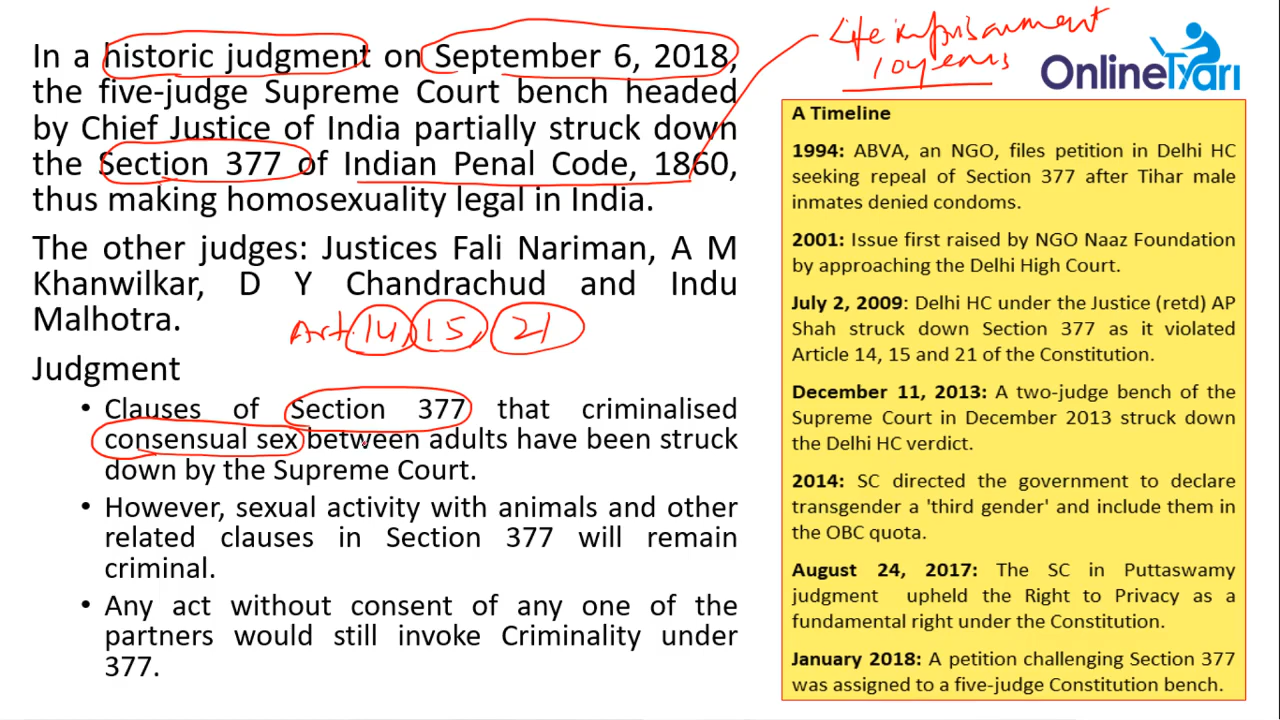 In a historic judgment on September 6, 2018,
the five-judge Supreme Court bench headed
by Chief Justice of India partially struck down
the Section 377 of Indian Penal Code, 1860,
thus making homosexuality legal in India.
The other judges: Justices Fali Nariman, A M
Khanwilkar, D Y Chandrachud and Indu
Malhotra.
Art. 14, 15, 21
Judgment
• Clauses of Section 377 that criminalised
consensual sex between adults have been struck
down by the Supreme Court.
• However, sexual activity with animals and other
related clauses in Section 377 will remain
criminal.
• Any act without consent of any one of the
partners would still invoke Criminality under
377.
Life imprisonment
10 years
OnlineTyari
A Timeline
1994: ABVA, an NGO, files petition in Delhi HC
seeking repeal of Section 377 after Tihar male
inmates denied condoms.
2001: Issue first raised by NGO Naaz Foundation
by approaching the Delhi High Court.
July 2, 2009: Delhi HC under the Justice (retd) AP
Shah struck down Section 377 as it violated
Article 14, 15 and 21 of the Constitution.
December 11, 2013: A two-judge bench of the
Supreme Court in December 2013 struck down
the Delhi HC verdict.
2014: SC directed the government to declare
transgender a 'third gender' and include them in
the OBC quota.
August 24, 2017: The SC in Puttaswamy
judgment upheld the Right to Privacy as a
fundamental right under the Constitution.
January 2018: A petition challenging Section 377
was assigned to a five-judge Constitution bench.